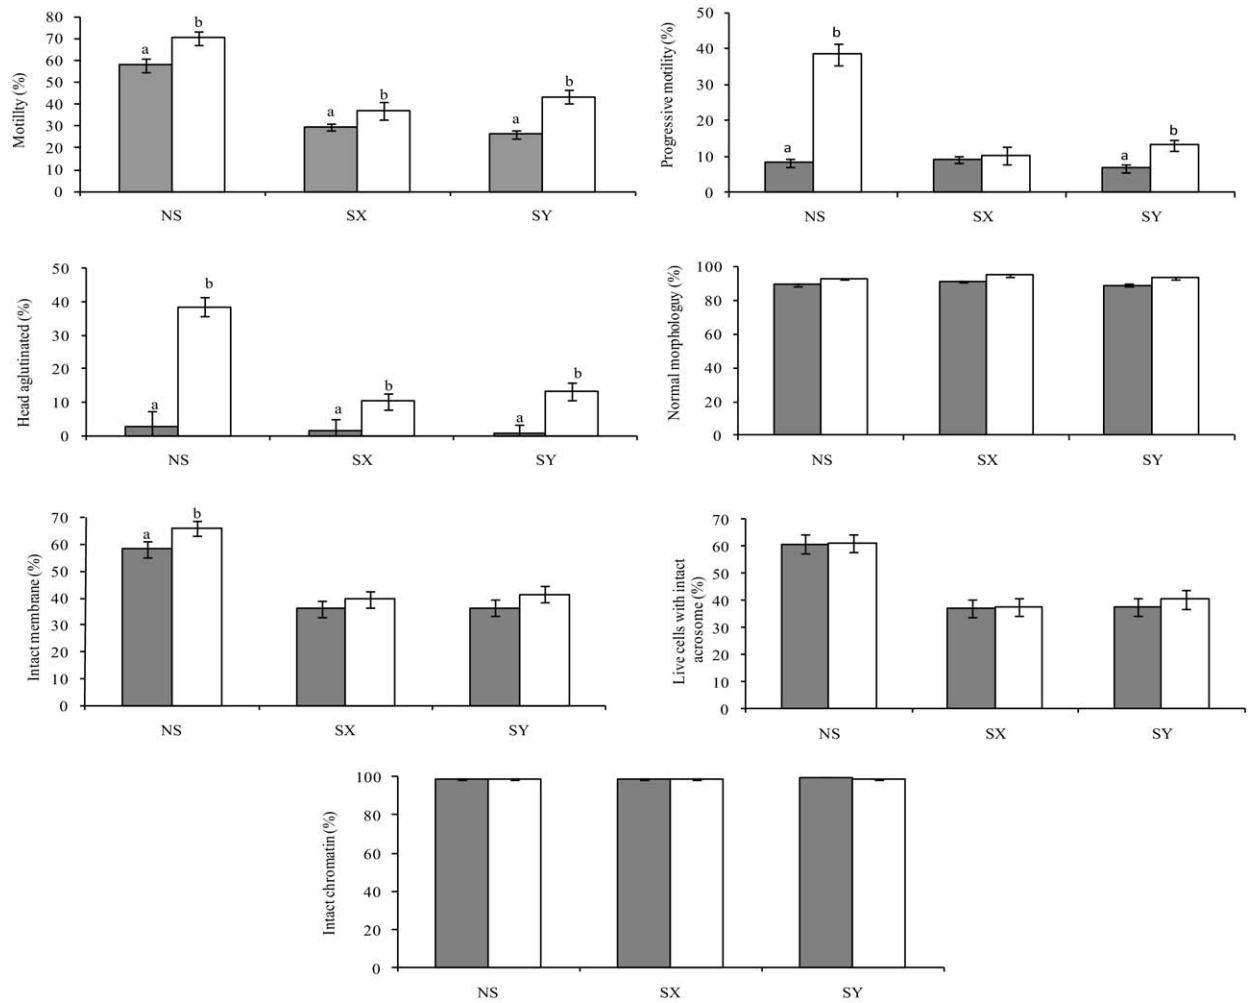 Motillty (%)
80
70
60
50
40
30
20
10
0
a
b
a
b
a
b
NS
SX
SY
Progressive motility (%)
50
40
30
20
10
0
a
b
a
b
NS
SX
SY
Head aglutinated (%)
50
40
30
20
10
0
a
b
a
b
a
b
NS
SX
SY
Normal morphologuy (%)
100
80
60
40
20
0
NS
SX
SY
Intact membrane (%)
70
60
50
40
30
20
10
0
a
b
NS
SX
SY
Live cells with intact
acrosome (%)
70
60
50
40
30
20
10
0
NS
SX
SY
Intact chromatin (%)
100
80
60
40
20
0
NS
SX
SY